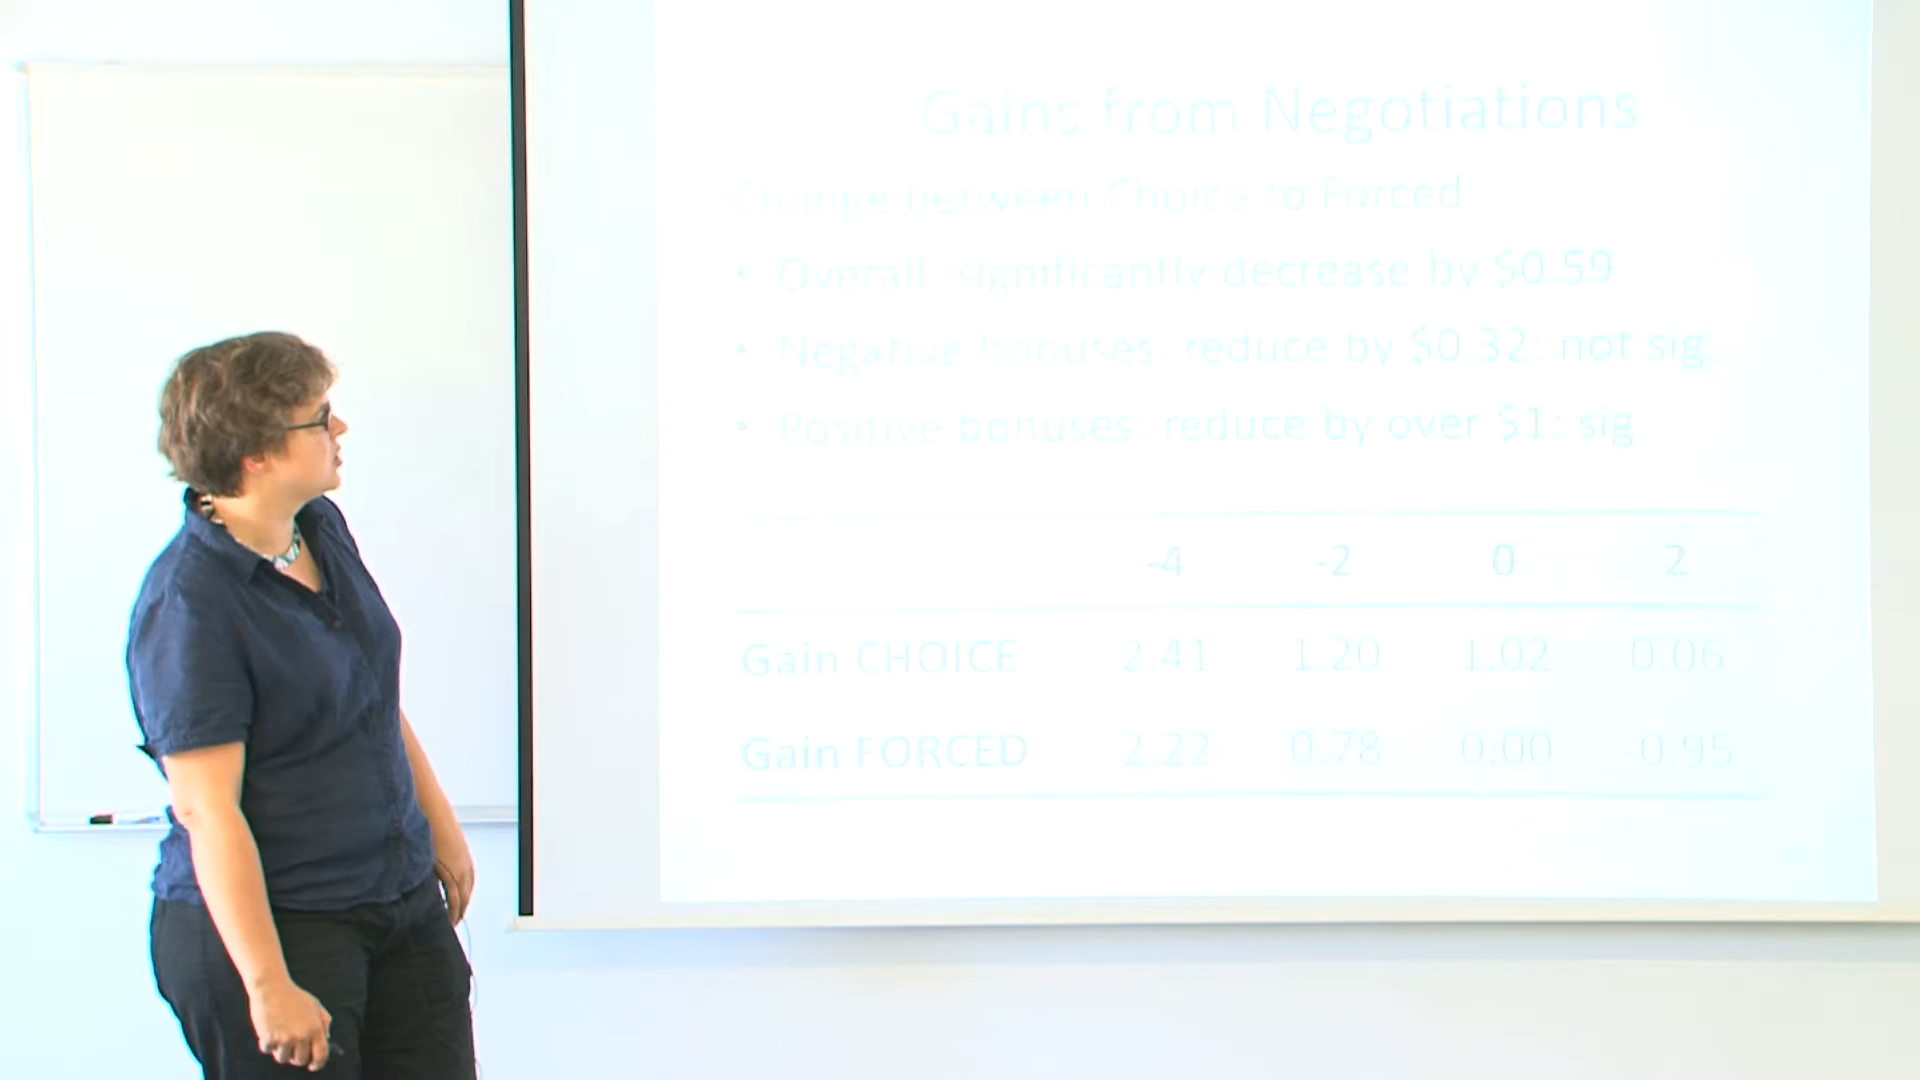 Gains from Negotiations
Change between Choice to Forced:
• Overall: significantly decrease by $0.59
• Negative bonuses: reduce by $0.32; not sig.
• Positive bonuses: reduce by over $1; sig.
-4 -2 0 2
Gain CHOICE 2.41 1.20 1.02 0.06
Gain FORCED 2.22 0.78 0.00 -0.95